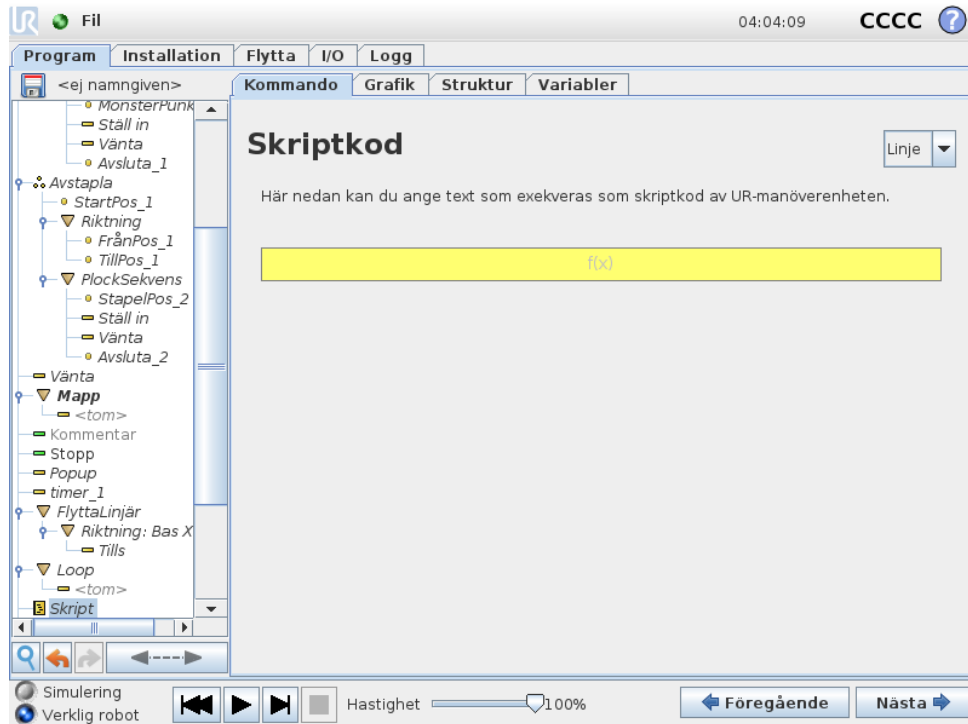 UR Fil 04:04:09 CCCC ?
Program Installation Flytta I/O Logg
<ej namngiven>
Kommando Grafik Struktur Variabler
MönsterPunk
Ställ in
Vänta
Avsluta_1
Avstapla
StartPos_1
Riktning
FrånPos_1
TillPos_1
PlockSekvens
StapelPos_2
Ställ in
Vänta
Avsluta_2
Vänta
Mapp
<tom>
Kommentar
Stopp
Popup
timer_1
FlyttaLinjär
Riktning: Bas X
Tills
Loop
<tom>
Skript
Skriptkod
Linje
Här nedan kan du ange text som exekveras som skriptkod av UR-manöverenheten.
f(x)
Simulering
Verklig robot
Hastighet 100%
Föregående Nästa